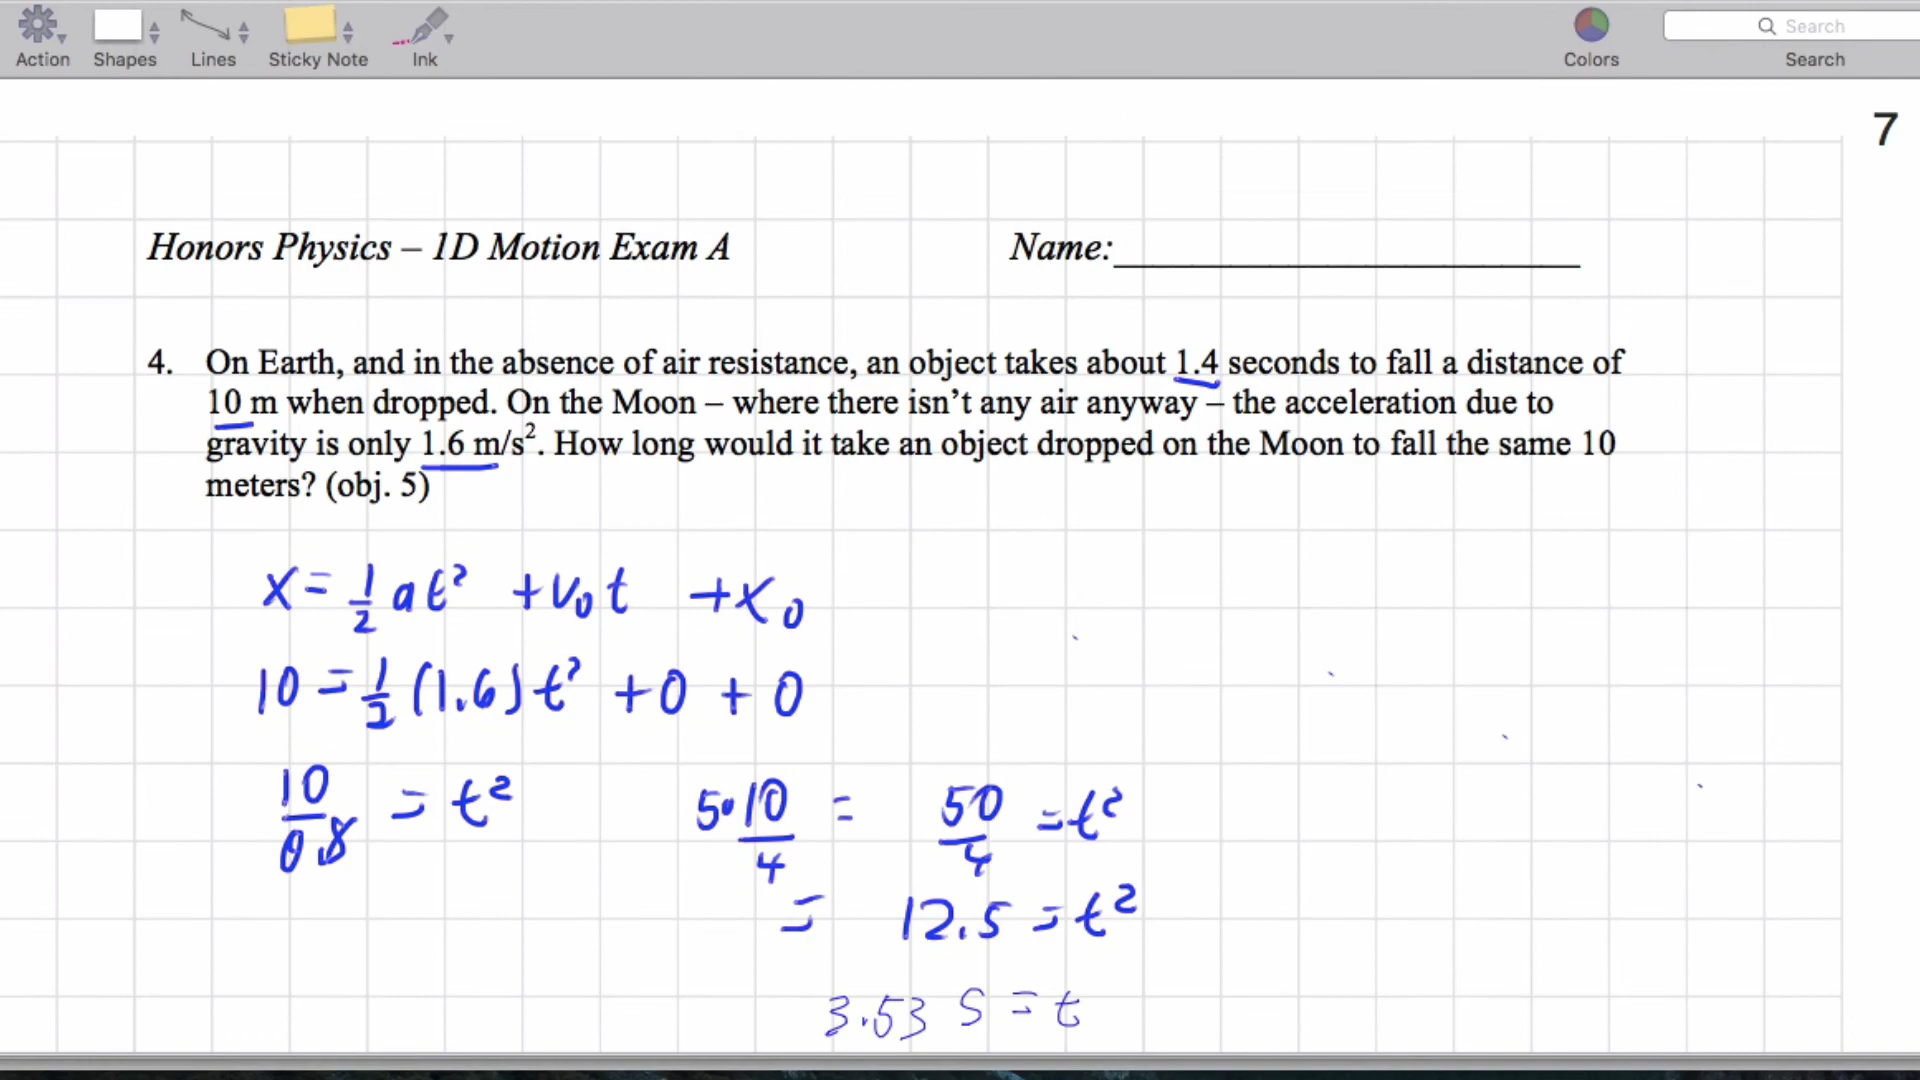 Action Shapes Lines Sticky Note Ink Colors Search
Search
7
Honors Physics – 1D Motion Exam A Name:____________________
4. On Earth, and in the absence of air resistance, an object takes about 1.4 seconds to fall a distance of
10 m when dropped. On the Moon – where there isn’t any air anyway – the acceleration due to
gravity is only 1.6 m/s². How long would it take an object dropped on the Moon to fall the same 10
meters? (obj. 5)
x = 1/2 at² + v₀t + x₀
10 = 1/2 (1.6) t² + 0 + 0
10/0.8 = t² 5·10/4 = 50/4 = t²
= 12.5 = t²
3.53 s = t